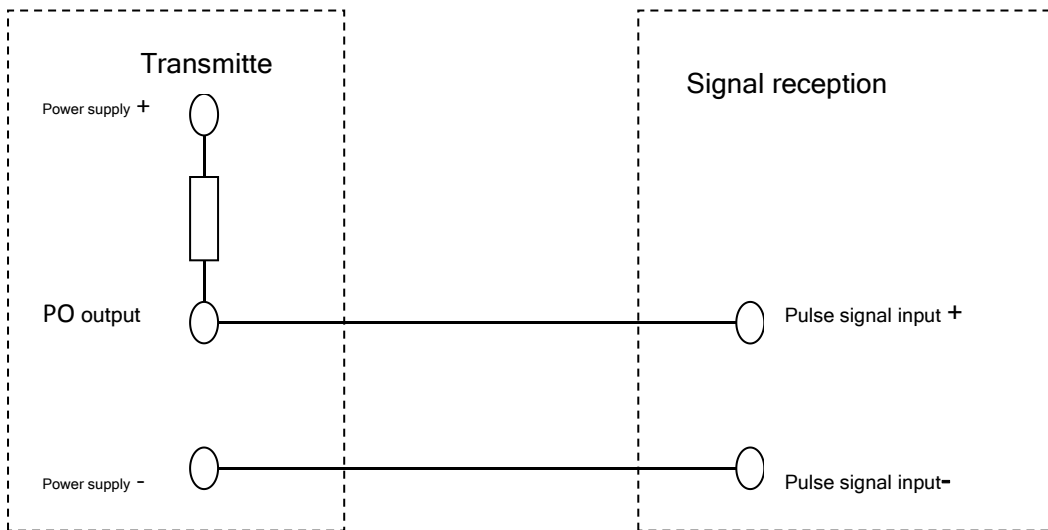 Transmitte
Signal reception
Power supply +
PO output
Pulse signal input +
Power supply -
Pulse signal input-